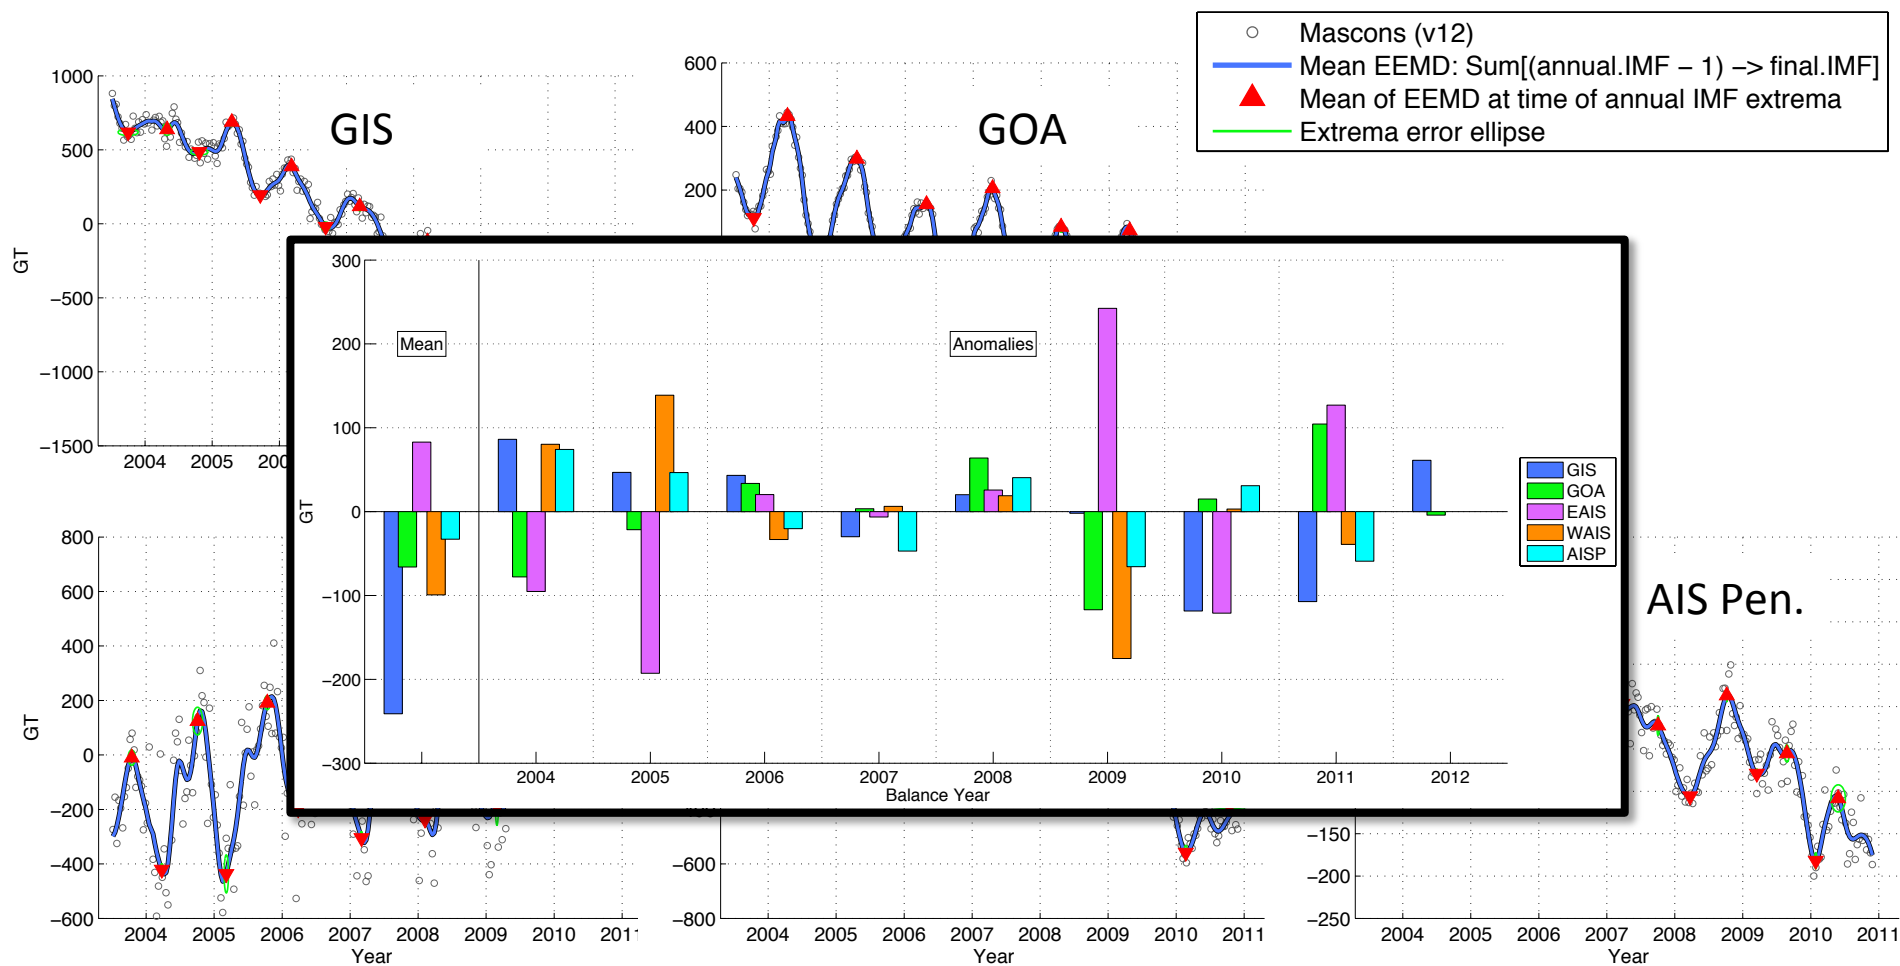 Mascons (v12)
Mean EEMD: Sum[(annual.IMF − 1) −> final.IMF]
Mean of EEMD at time of annual IMF extrema
Extrema error ellipse
GIS
1000
500
0
−500
−1000
−1500
GT
2004 2005
GOA
600
400
200
300
200
100
0
−100
−200
−300
GT
Mean
Anomalies
2004 2005 2006 2007 2008 2009 2010 2011 2012
Balance Year
GIS
GOA
EAIS
WAIS
AISP
800
600
400
200
0
−200
−400
−600
GT
2004 2005 2006 2007 2008 2009 2010
Year
−600
−800
2004 2005 2006 2007 2008 2009 2010 2011
Year
AIS Pen.
−150
−200
−250
2004 2005 2006 2007 2008 2009 2010 2011
Year